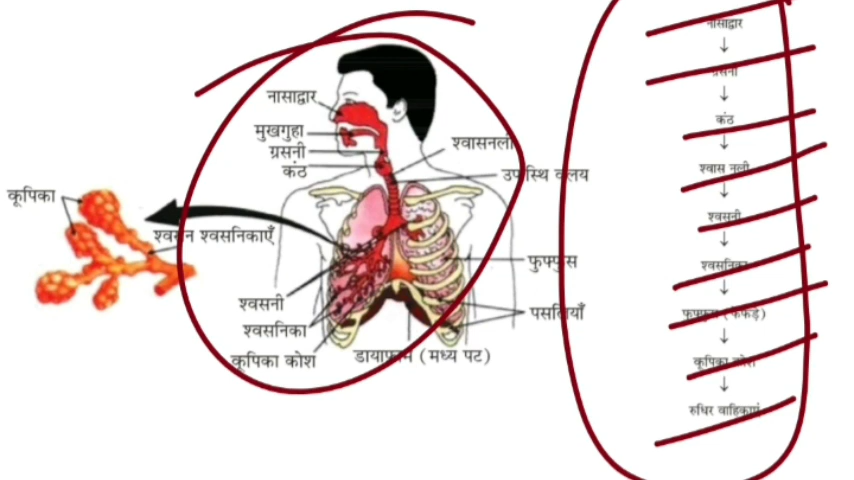 नासाद्वार
मुखगुहा
ग्रसनी
कंठ
श्वासनली
उपास्थि वलय
कूपिका
श्वसन श्वसनिकाएँ
फुफ्फुस
श्वसनी
श्वसनिका
कूपिका कोश
पसलियाँ
डायाफ्राम (मध्य पट)
नासाद्वार
↓
ग्रसनी
↓
कंठ
↓
श्वास नली
↓
श्वसनी
↓
श्वसनिका
↓
फुफ्फुस (फेफड़े)
↓
कूपिका कोश
↓
रुधिर वाहिकाएं